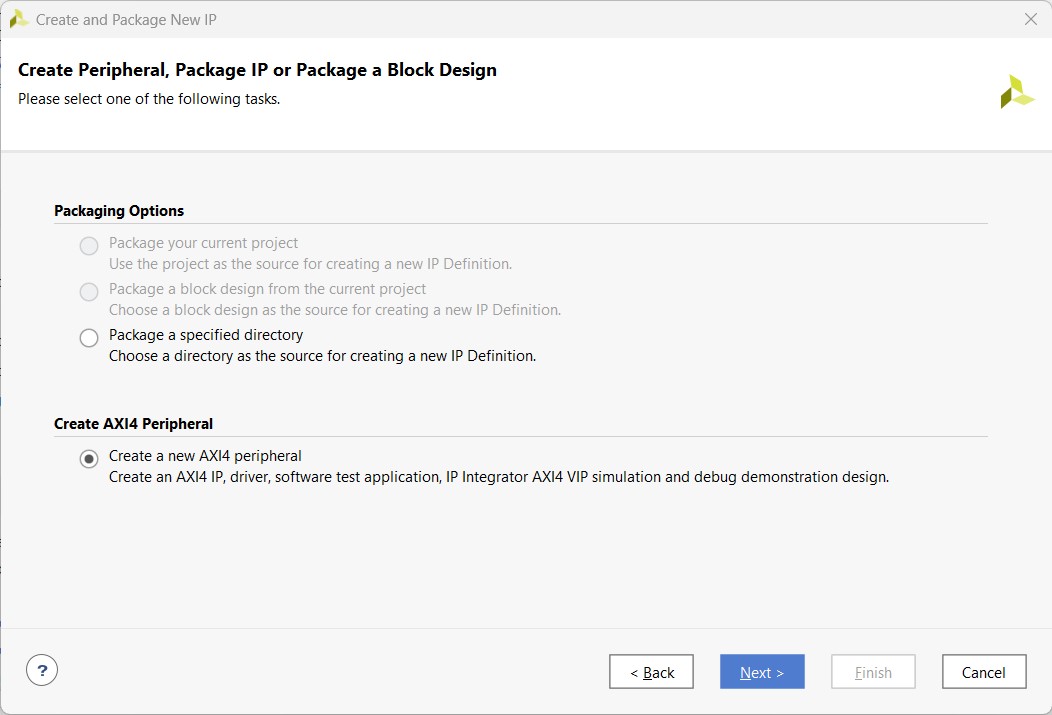 Create and Package New IP
Create Peripheral, Package IP or Package a Block Design
Please select one of the following tasks.
Packaging Options
Package your current project
Use the project as the source for creating a new IP Definition.
Package a block design from the current project
Choose a block design as the source for creating a new IP Definition.
Package a specified directory
Choose a directory as the source for creating a new IP Definition.
Create AXI4 Peripheral
Create a new AXI4 peripheral
Create an AXI4 IP, driver, software test application, IP Integrator AXI4 VIP simulation and debug demonstration design.
?
< Back
Next >
Finish
Cancel